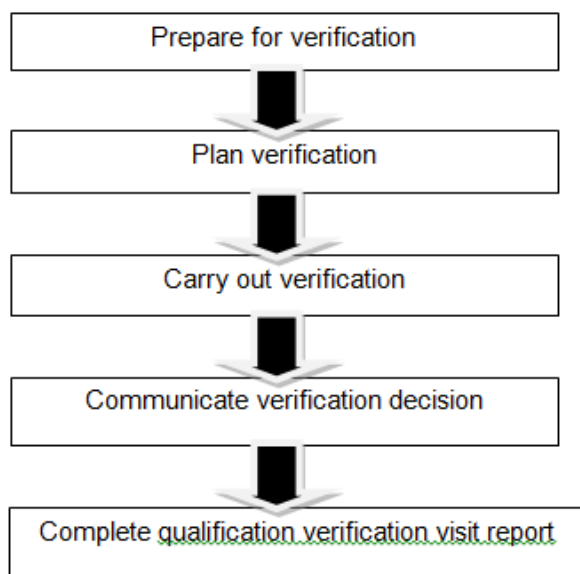 Prepare for verification
Plan verification
Carry out verification
Communicate verification decision
Complete qualification verification visit report